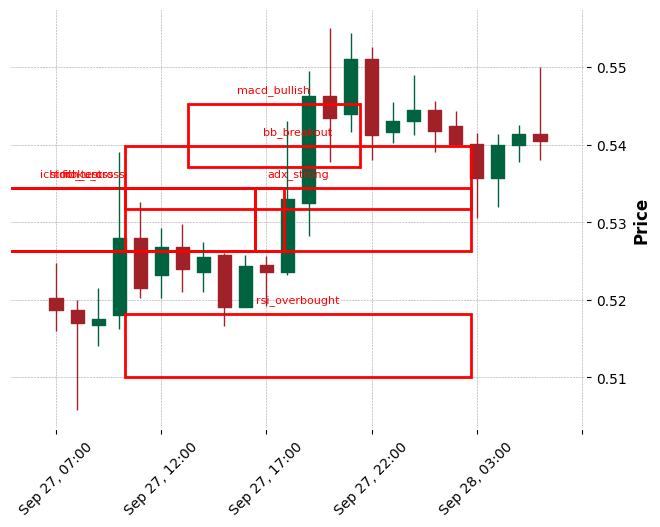 macd_bullish
bb_breakout
adx_strong
rsi_overbought
0.55
0.54
0.53
0.52
0.51
Price
Sep 27, 07:00
Sep 27, 12:00
Sep 27, 17:00
Sep 27, 22:00
Sep 28, 03:00